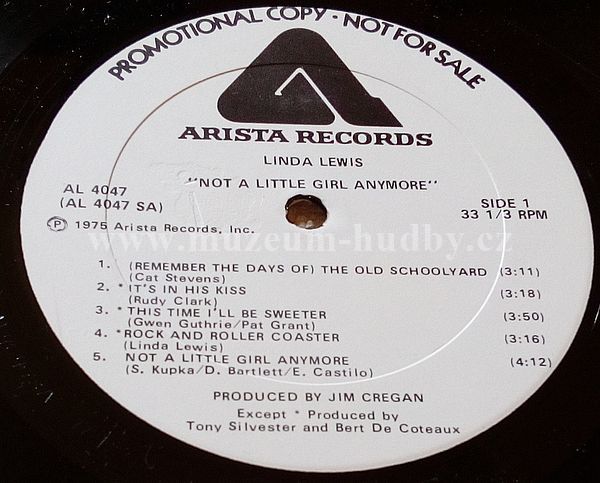 PROMOTIONAL COPY - NOT FOR SALE
ARISTA RECORDS
LINDA LEWIS
"NOT A LITTLE GIRL ANYMORE"
AL 4047
(AL 4047 SA)
SIDE 1
33 1/3 RPM
Ⓟ 1975 Arista Records, Inc.
www.muzeum-hudby.cz
1. (REMEMBER THE DAYS OF) THE OLD SCHOOLYARD (3:11)
(Cat Stevens)
2. * IT'S IN HIS KISS (3:18)
(Rudy Clark)
3. * THIS TIME I'LL BE SWEETER (3:50)
(Gwen Guthrie/Pat Grant)
4. * ROCK AND ROLLER COASTER (3:16)
(Linda Lewis)
5. NOT A LITTLE GIRL ANYMORE (4:12)
(S. Kupka/D. Bartlett/E. Castilo)
PRODUCED BY JIM CREGAN
Except * Produced by
Tony Silvester and Bert De Coteaux